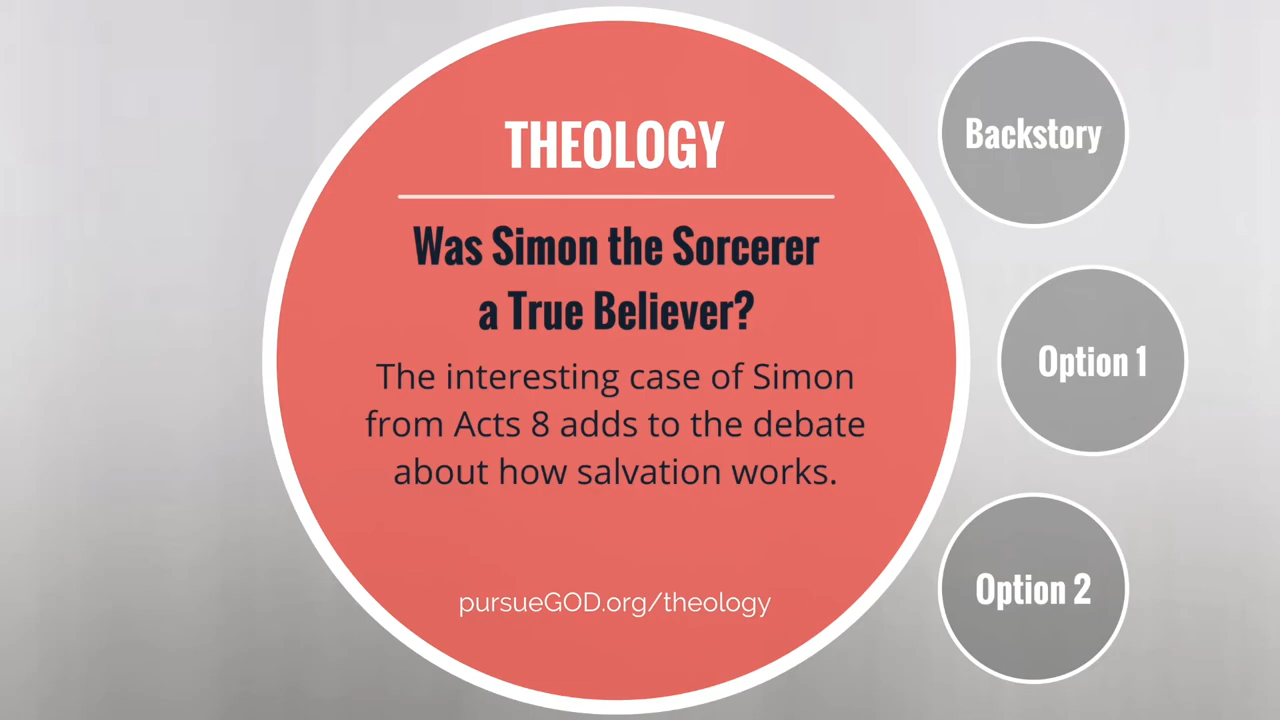 THEOLOGY
Was Simon the Sorcerer
a True Believer?
The interesting case of Simon
from Acts 8 adds to the debate
about how salvation works.
pursueGOD.org/theology
Backstory
Option 1
Option 2